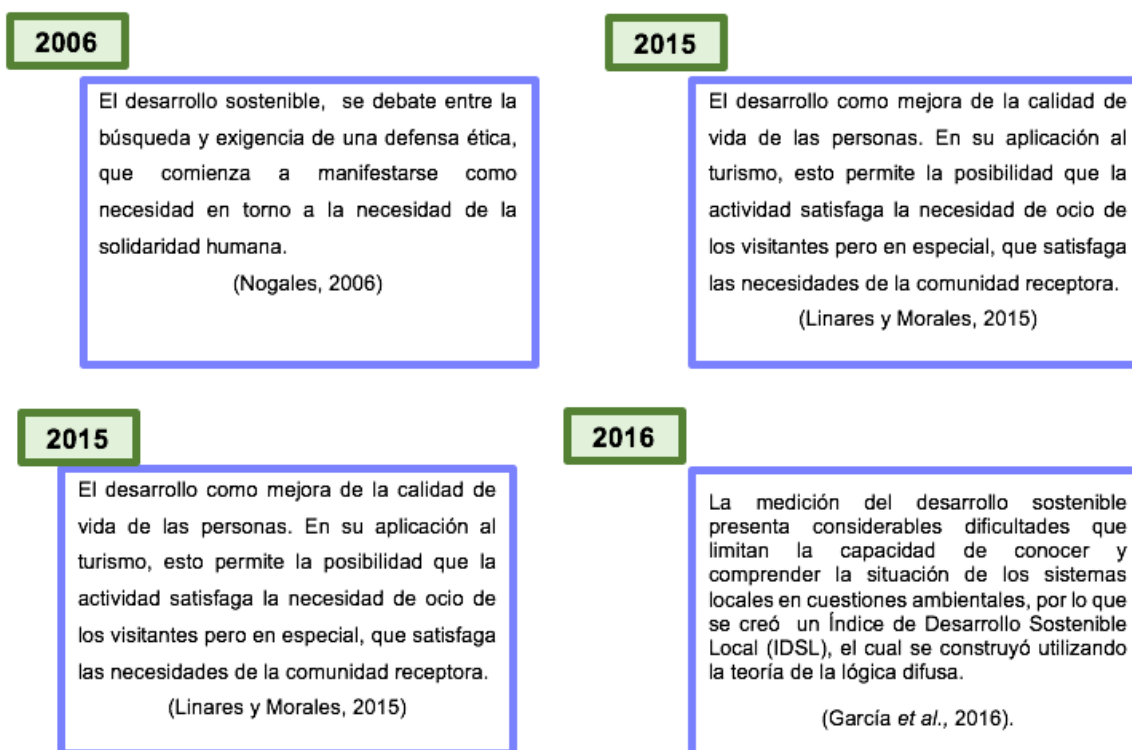 2006
El desarrollo sostenible, se debate entre la
búsqueda y exigencia de una defensa ética,
que comienza a manifestarse como
necesidad en torno a la necesidad de la
solidaridad humana.
(Nogales, 2006)
2015
El desarrollo como mejora de la calidad de
vida de las personas. En su aplicación al
turismo, esto permite la posibilidad que la
actividad satisfaga la necesidad de ocio de
los visitantes pero en especial, que satisfaga
las necesidades de la comunidad receptora.
(Linares y Morales, 2015)
2015
El desarrollo como mejora de la calidad de
vida de las personas. En su aplicación al
turismo, esto permite la posibilidad que la
actividad satisfaga la necesidad de ocio de
los visitantes pero en especial, que satisfaga
las necesidades de la comunidad receptora.
(Linares y Morales, 2015)
2016
La medición del desarrollo sostenible
presenta considerables dificultades que
limitan la capacidad de conocer y
comprender la situación de los sistemas
locales en cuestiones ambientales, por lo que
se creó un Índice de Desarrollo Sostenible
Local (IDSL), el cual se construyó utilizando
la teoría de la lógica difusa.
(García et al., 2016).